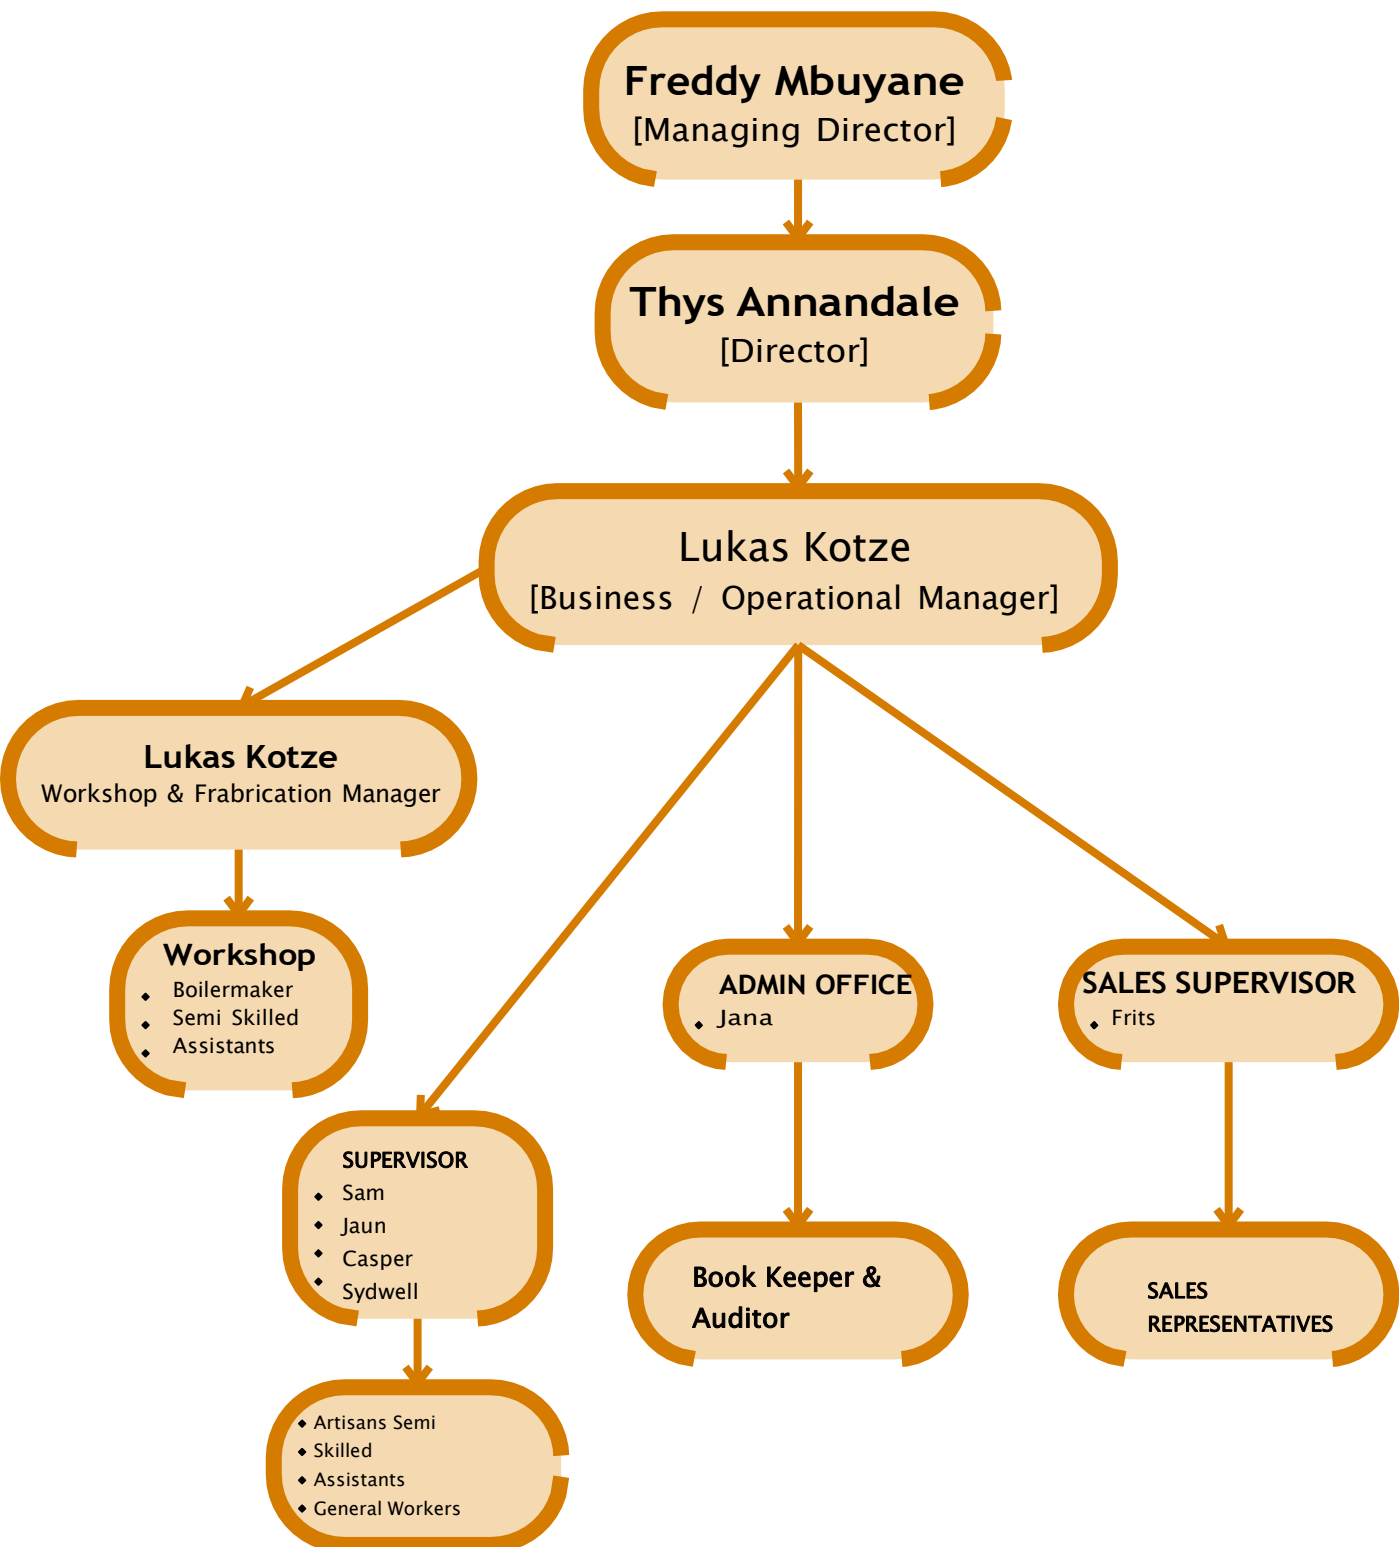 Freddy Mbuyane
[Managing Director]
Thys Annandale
[Director]
Lukas Kotze
[Business / Operational Manager]
Lukas Kotze
Workshop & Frabrication Manager
Workshop
Boilermaker
Semi Skilled
Assistants
ADMIN OFFICE
Jana
SALES SUPERVISOR
Frits
SUPERVISOR
Sam
Jaun
Casper
Sydwell
Book Keeper &
Auditor
SALES
REPRESENTATIVES
Artisans Semi
Skilled
Assistants
General Workers